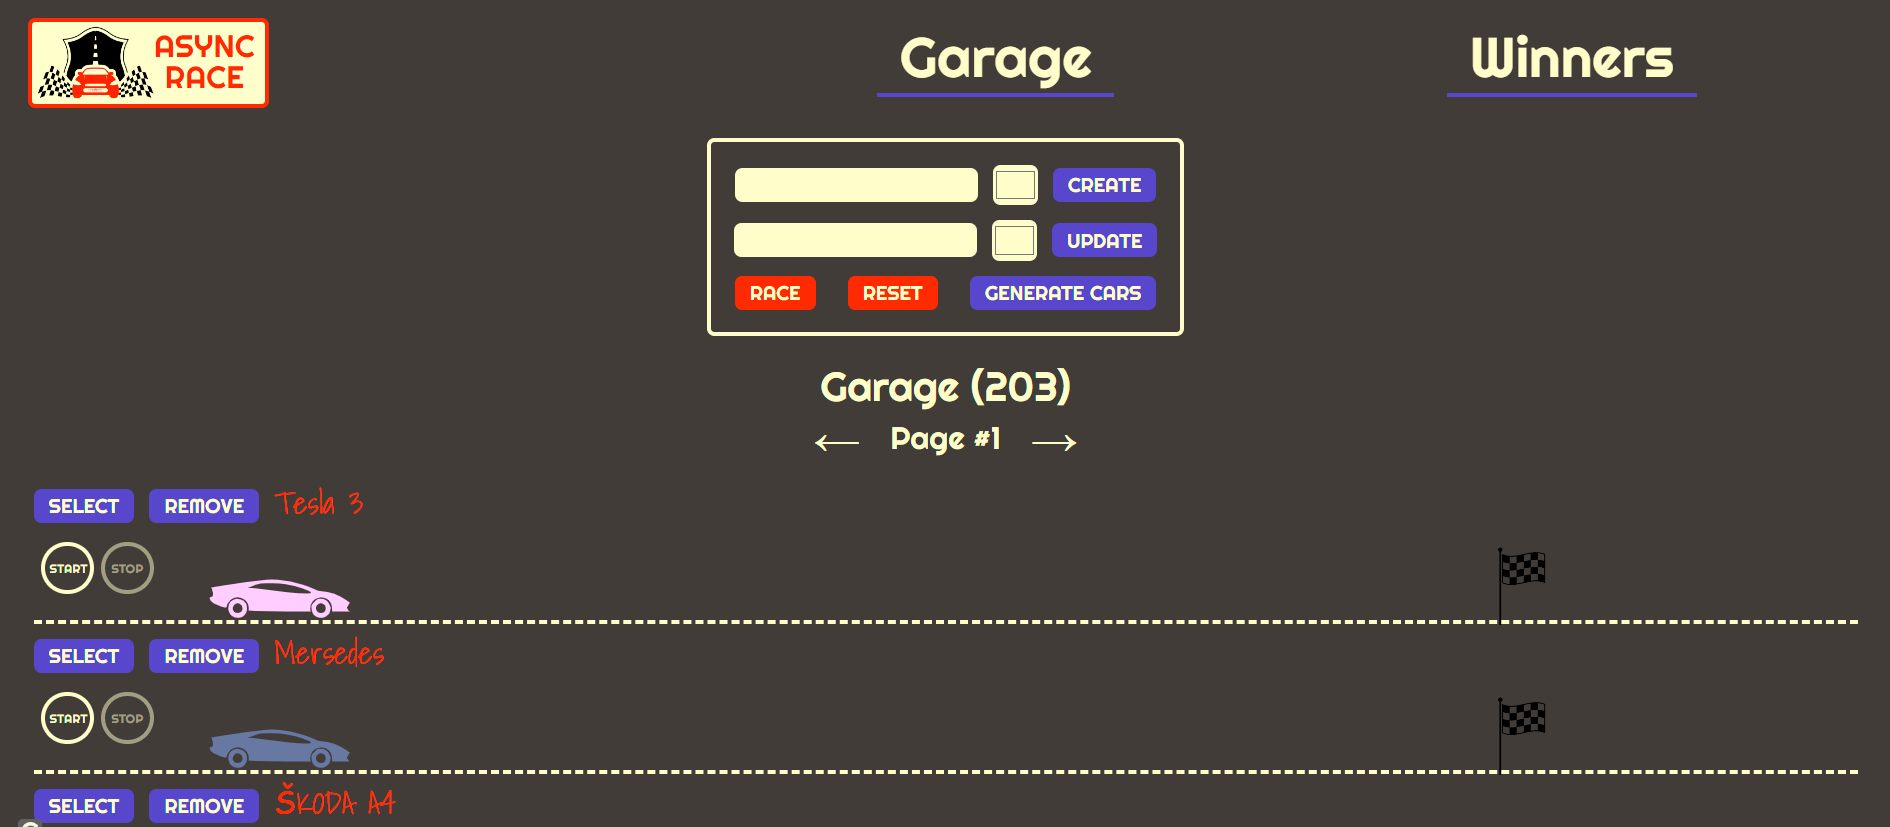 ASYNC
RACE
Garage
Winners
CREATE
UPDATE
RACE RESET GENERATE CARS
Garage (203)
← Page #1 →
SELECT REMOVE Tesla 3
START STOP
SELECT REMOVE Mersedes
START STOP
SELECT REMOVE ŠKODA A4